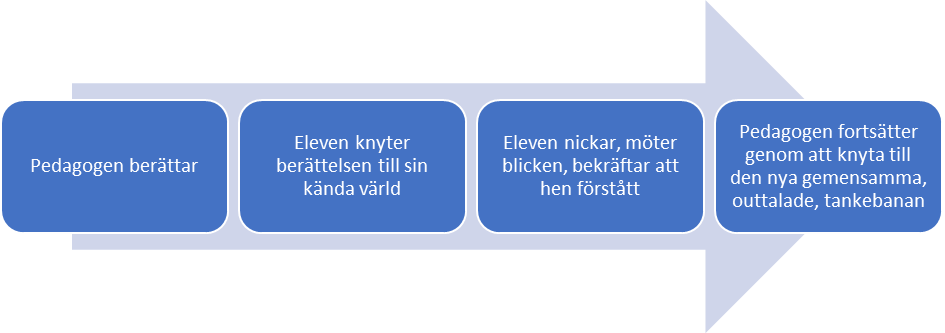 Pedagogen berättar
Eleven knyter
berättelsen till sin
kända värld
Eleven nickar, möter
blicken, bekräftar att
hen förstått
Pedagogen fortsätter
genom att knyta till
den nya gemensamma,
outtalade, tankebanan